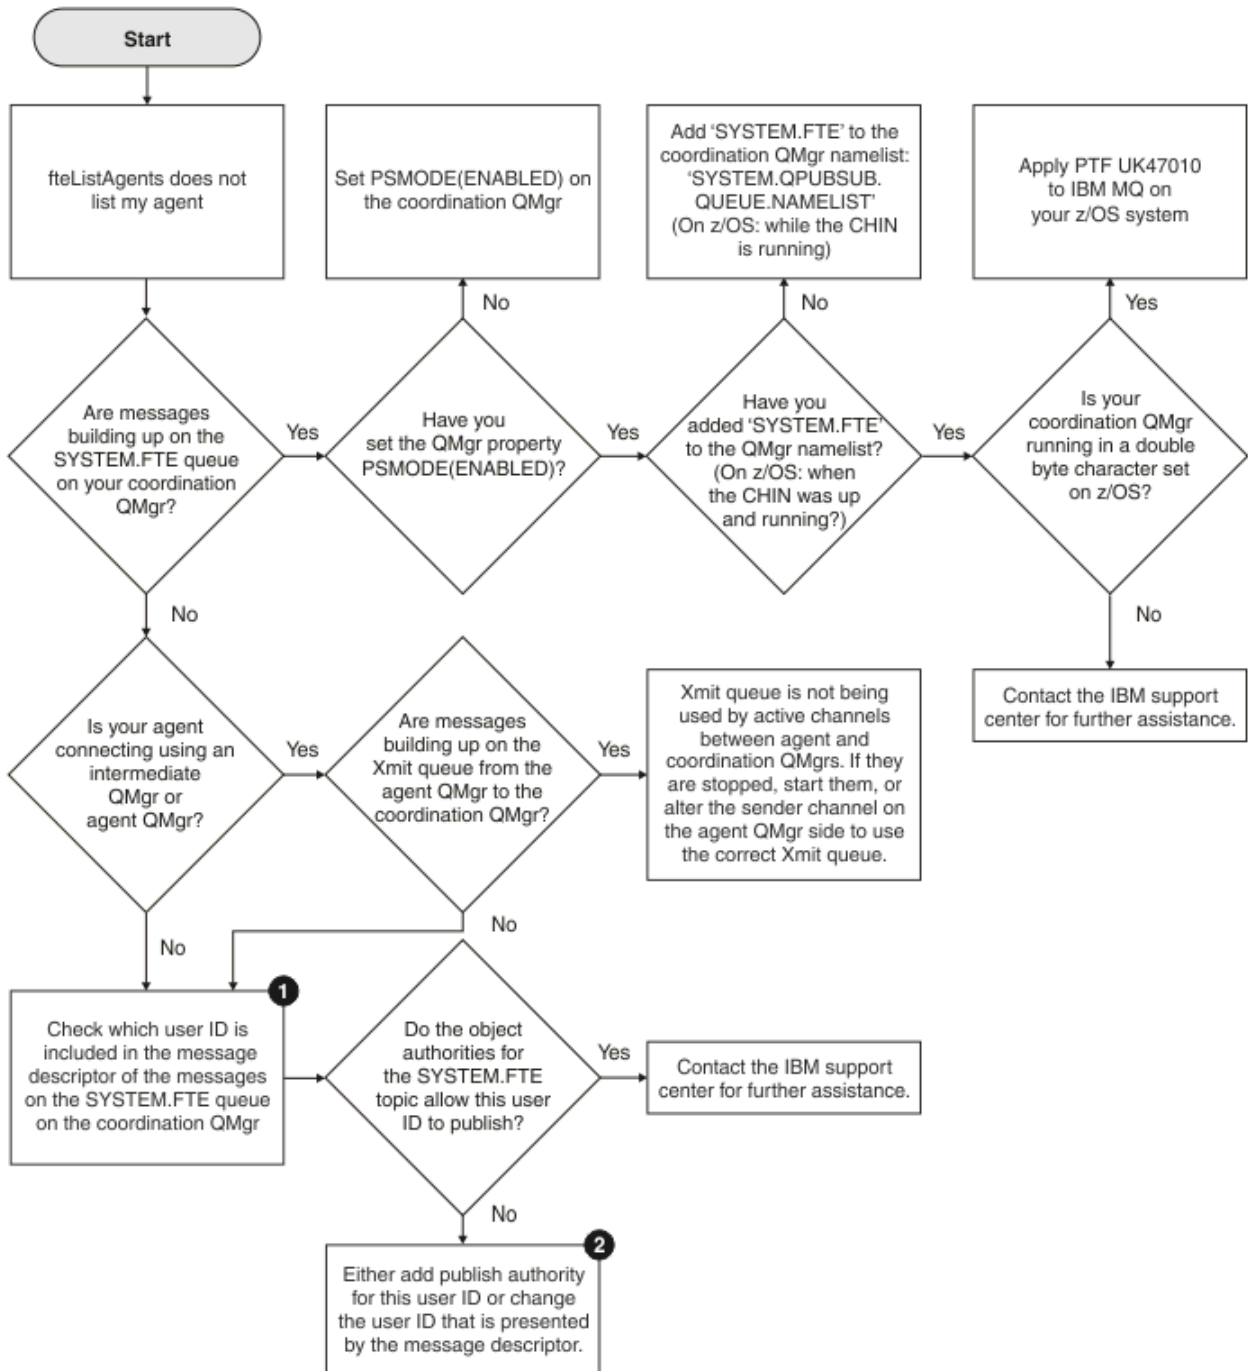 Start
fteListAgents does not
list my agent
Set PSMODE(ENABLED) on
the coordination QMgr
Add ‘SYSTEM.FTE’ to the
coordination QMgr namelist:
‘SYSTEM.QPUBSUB.
QUEUE.NAMELIST’
(On z/OS: while the CHIN
is running)
Apply PTF UK47010
to IBM MQ on
your z/OS system
No
No
Yes
Are messages
building up on the
SYSTEM.FTE queue
on your coordination
QMgr?
Yes
Have you
set the QMgr property
PSMODE(ENABLED)?
Yes
Have you
added ‘SYSTEM.FTE’
to the QMgr namelist?
(On z/OS: when
the CHIN was up
and running?)
Yes
Is your
coordination QMgr
running in a double
byte character set
on z/OS?
No
No
Contact the IBM support
center for further assistance.
Is your agent
connecting using an
intermediate
QMgr or
agent QMgr?
Yes
Are messages
building up on the
Xmit queue from the
agent QMgr to the
coordination QMgr?
Yes
Xmit queue is not being
used by active channels
between agent and
coordination QMgrs. If they
are stopped, start them, or
alter the sender channel on
the agent QMgr side to use
the correct Xmit queue.
No
No
1
Check which user ID is
included in the message
descriptor of the messages
on the SYSTEM.FTE queue
on the coordination QMgr
Do the object
authorities for
the SYSTEM.FTE
topic allow this user
ID to publish?
Yes
Contact the IBM support
center for further assistance.
No
2
Either add publish authority
for this user ID or change
the user ID that is presented
by the message descriptor.